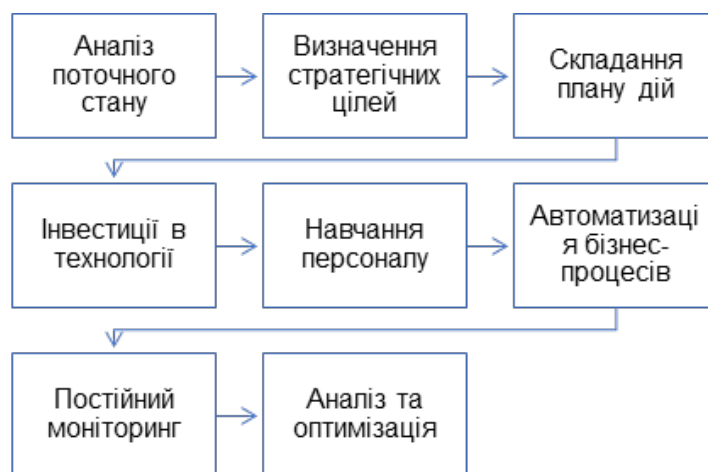 Аналіз
поточного
стану
Визначення
стратегічних
цілей
Складання
плану дій
Інвестиції в
технології
Навчання
персоналу
Автоматизаці
я бізнес-
процесів
Постійний
моніторинг
Аналіз та
оптимізація